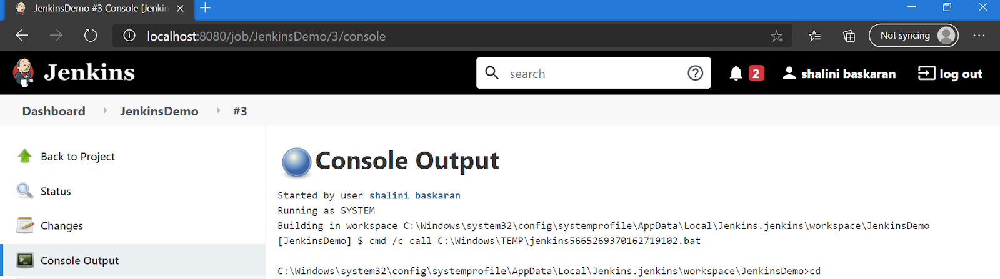 JenkinsDemo #3 Console [Jenkin
localhost:8080/job/JenkinsDemo/3/console
Not syncing
Jenkins
search
2
shalini baskaran
log out
Dashboard
JenkinsDemo
#3
Back to Project
Status
Changes
Console Output
Console Output
Started by user shalini baskaran
Running as SYSTEM
Building in workspace C:\Windows\system32\config\systemprofile\AppData\Local\Jenkins.jenkins\workspace\JenkinsDemo
[JenkinsDemo] $ cmd /c call C:\Windows\TEMP\jenkins5665269370162719102.bat
C:\Windows\system32\config\systemprofile\AppData\Local\Jenkins.jenkins\workspace\JenkinsDemo>cd